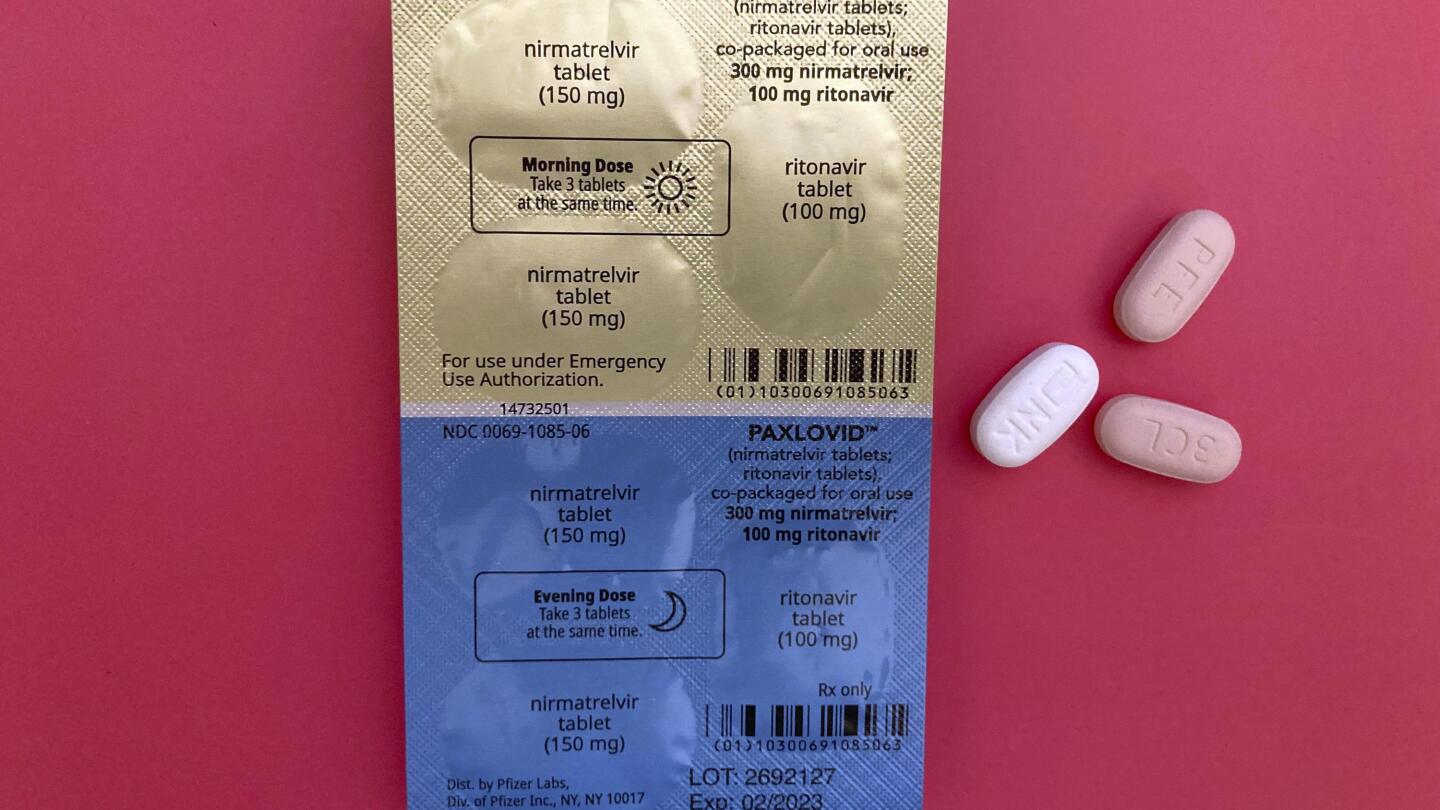 nirmatrelvir
tablet
(150 mg)
(nirmatrelvir tablets;
ritonavir tablets),
co-packaged for oral use
300 mg nirmatrelvir;
100 mg ritonavir
Morning Dose
Take 3 tablets
at the same time.
ritonavir
tablet
(100 mg)
nirmatrelvir
tablet
(150 mg)
For use under Emergency
Use Authorization.
(01)10300691085063
14732501
NDC 0069-1085-06
PAXLOVID™
(nirmatrelvir tablets;
ritonavir tablets),
co-packaged for oral use
300 mg nirmatrelvir;
100 mg ritonavir
nirmatrelvir
tablet
(150 mg)
Evening Dose
Take 3 tablets
at the same time.
ritonavir
tablet
(100 mg)
nirmatrelvir
tablet
(150 mg)
Rx only
(01)10300691085063
Dist. by Pfizer Labs,
Div. of Pfizer Inc., NY, NY 10017
LOT: 2692127
Exp: 02/2023
PFE
3CL